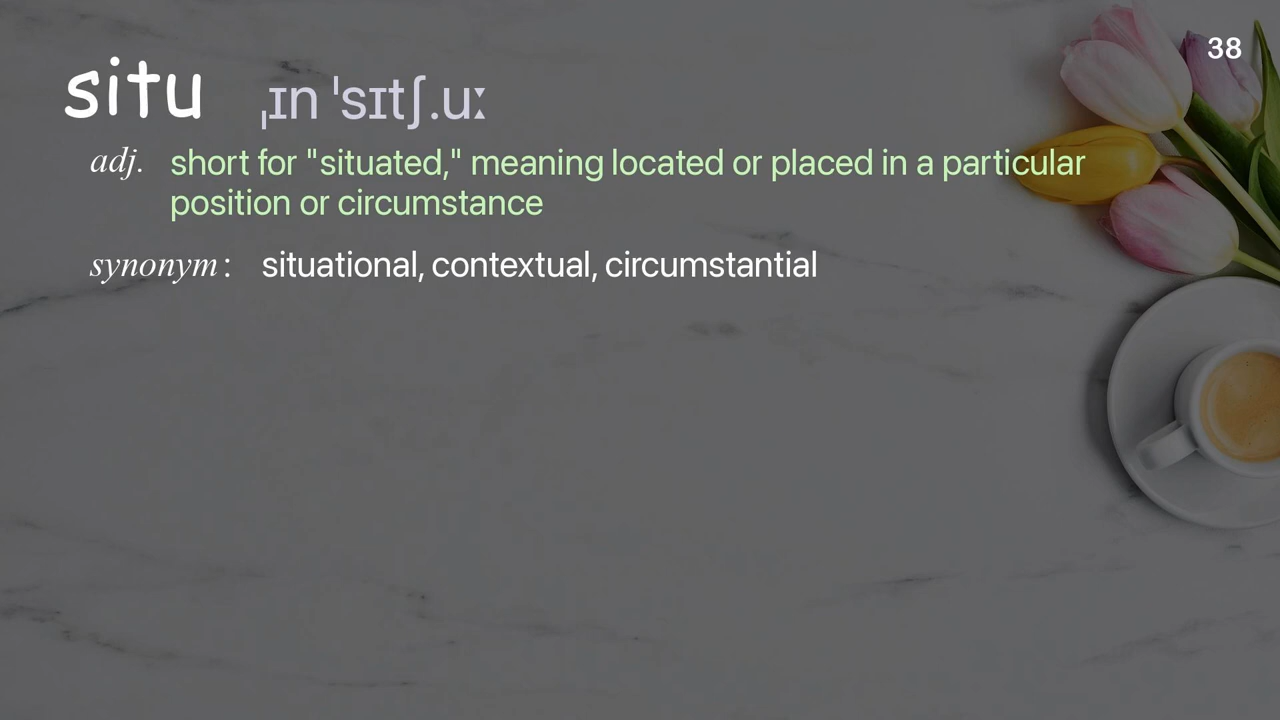 38
situ ˌɪn ˈsɪtʃ.uː
adj. short for "situated," meaning located or placed in a particular
position or circumstance
synonym : situational, contextual, circumstantial